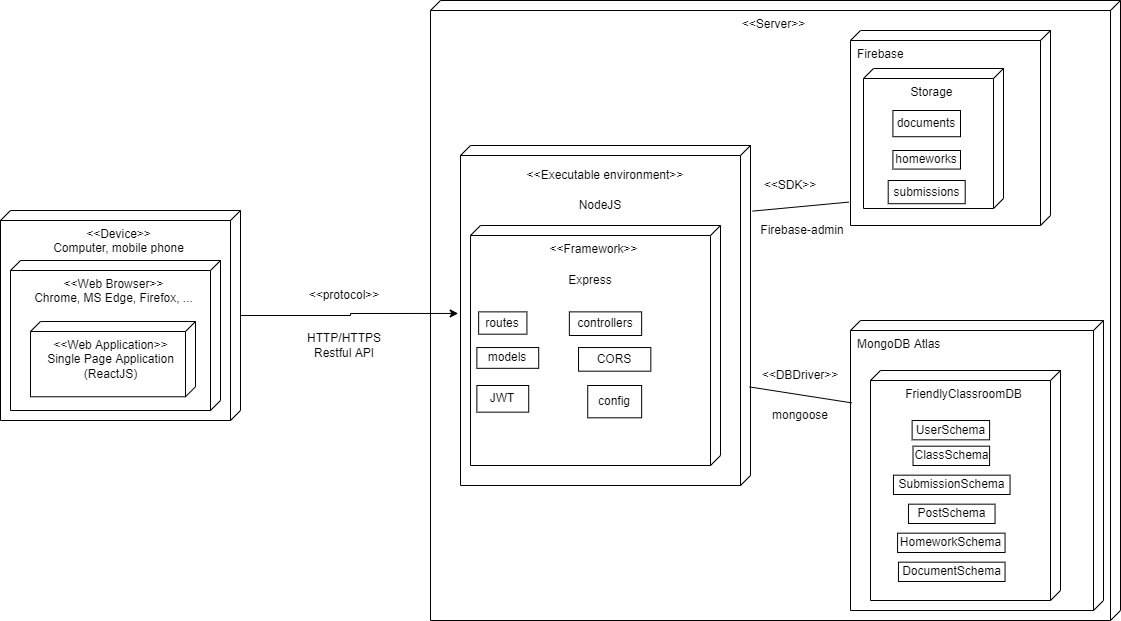 <<Server>>
Firebase
Storage
documents
homeworks
submissions
<<Executable environment>>
NodeJS
<<SDK>>
Firebase-admin
<<Framework>>
Express
routes
controllers
models
CORS
JWT
config
<<Device>>
Computer, mobile phone
<<Web Browser>>
Chrome, MS Edge, Firefox, ...
<<Web Application>>
Single Page Application
(ReactJS)
<<protocol>>
HTTP/HTTPS
Restful API
<<DBDriver>>
mongoose
MongoDB Atlas
FriendlyClassroomDB
UserSchema
ClassSchema
SubmissionSchema
PostSchema
HomeworkSchema
DocumentSchema